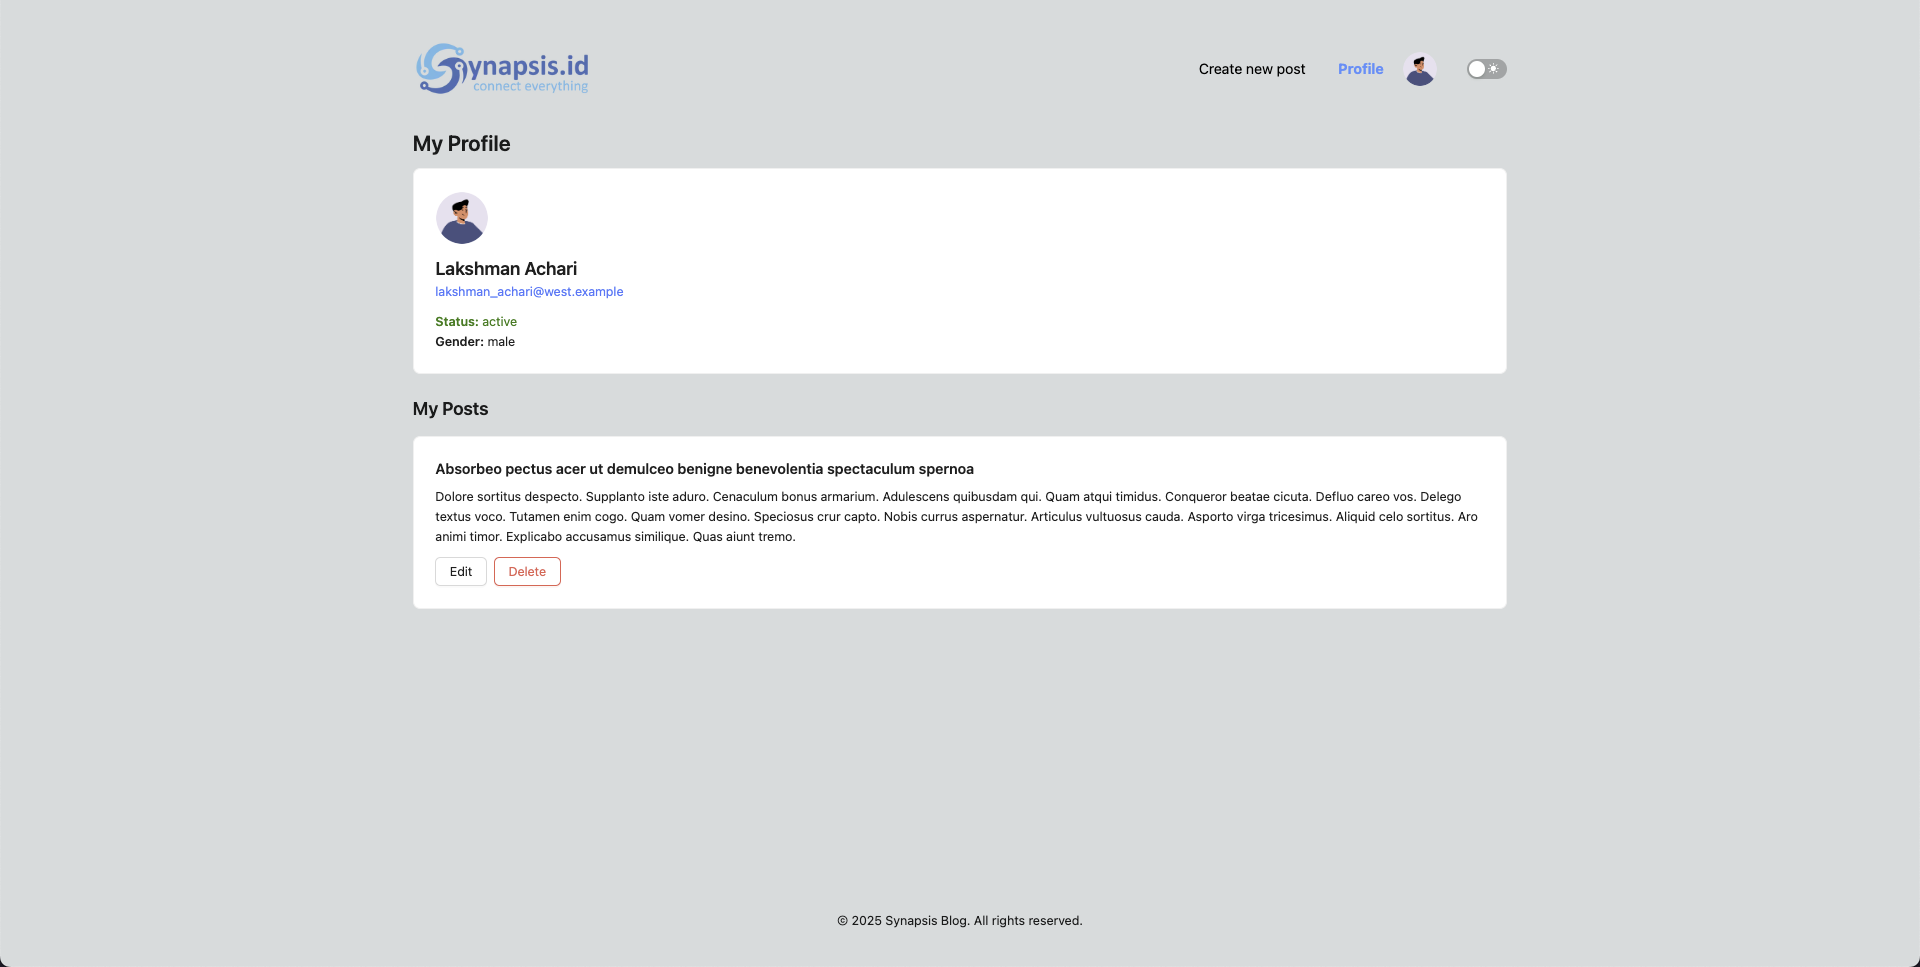 Synapsis.id
connect everything
Create new post
Profile
My Profile
Lakshman Achari
lakshman_achari@west.example
Status: active
Gender: male
My Posts
Absorbeo pectus acer ut demulceo benigne benevolentia spectaculum spernoa
Dolore sortitus despecto. Supplanto iste aduro. Cenaculum bonus armarium. Adulescens quibusdam qui. Quam atqui timidus. Conqueror beatae cicuta. Defluo careo vos. Delego
textus voco. Tutamen enim cogo. Quam vomer desino. Speciosus crur capto. Nobis currus aspernatur. Articulus vultuosus cauda. Asporto virga tricesimus. Aliquid celo sortitus. Aro
animi timor. Explicabo accusamus similique. Quas aiunt tremo.
Edit
Delete
© 2025 Synapsis Blog. All rights reserved.